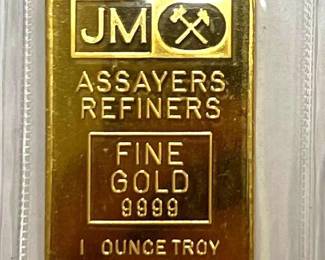 JM
ASSAYERS
REFINERS
FINE
GOLD
9999
1 OUNCE TROY